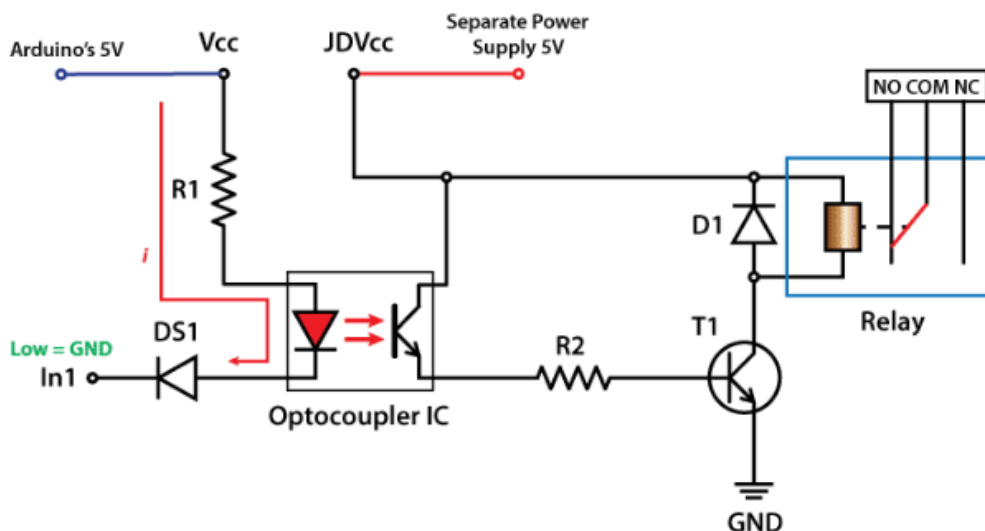 Arduino's 5V
Vcc
JDVcc
Separate Power
Supply 5V
NO COM NC
R1
D1
i
DS1
T1
Relay
Low = GND
In1
R2
Optocoupler IC
GND